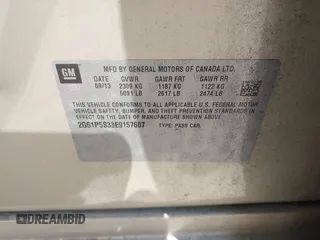 GM
MFD BY GENERAL MOTORS OF CANADA LTD.
DATE GVWR GAWR FRT GAWR RR
09/13 2309 KG 1187 KG 1122 KG
5091 LB 2617 LB 2474 LB
THIS VEHICLE CONFORMS TO ALL APPLICABLE U.S. FEDERAL
MOTOR VEHICLE SAFETY, BUMPER, AND THEFT PREVENTION STANDARDS IN
EFFECT ON THE DATE OF MANUFACTURE SHOWN ABOVE.
2G61P5S33E9157607 TYPE: PASS CAR
DREAMBID